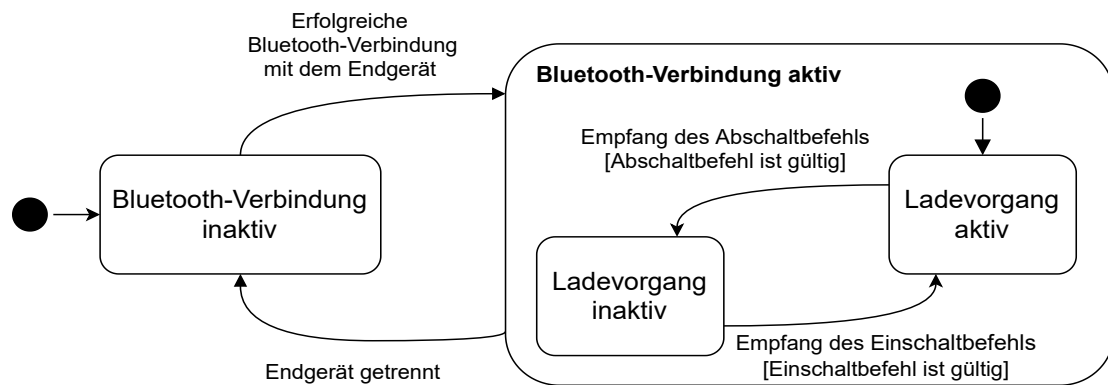 Erfolgreiche
Bluetooth-Verbindung
mit dem Endgerät
Bluetooth-Verbindung aktiv
Empfang des Abschaltbefehls
[Abschaltbefehl ist gültig]
Bluetooth-Verbindung
inaktiv
Ladevorgang
aktiv
Ladevorgang
inaktiv
Empfang des Einschaltbefehls
[Einschaltbefehl ist gültig]
Endgerät getrennt